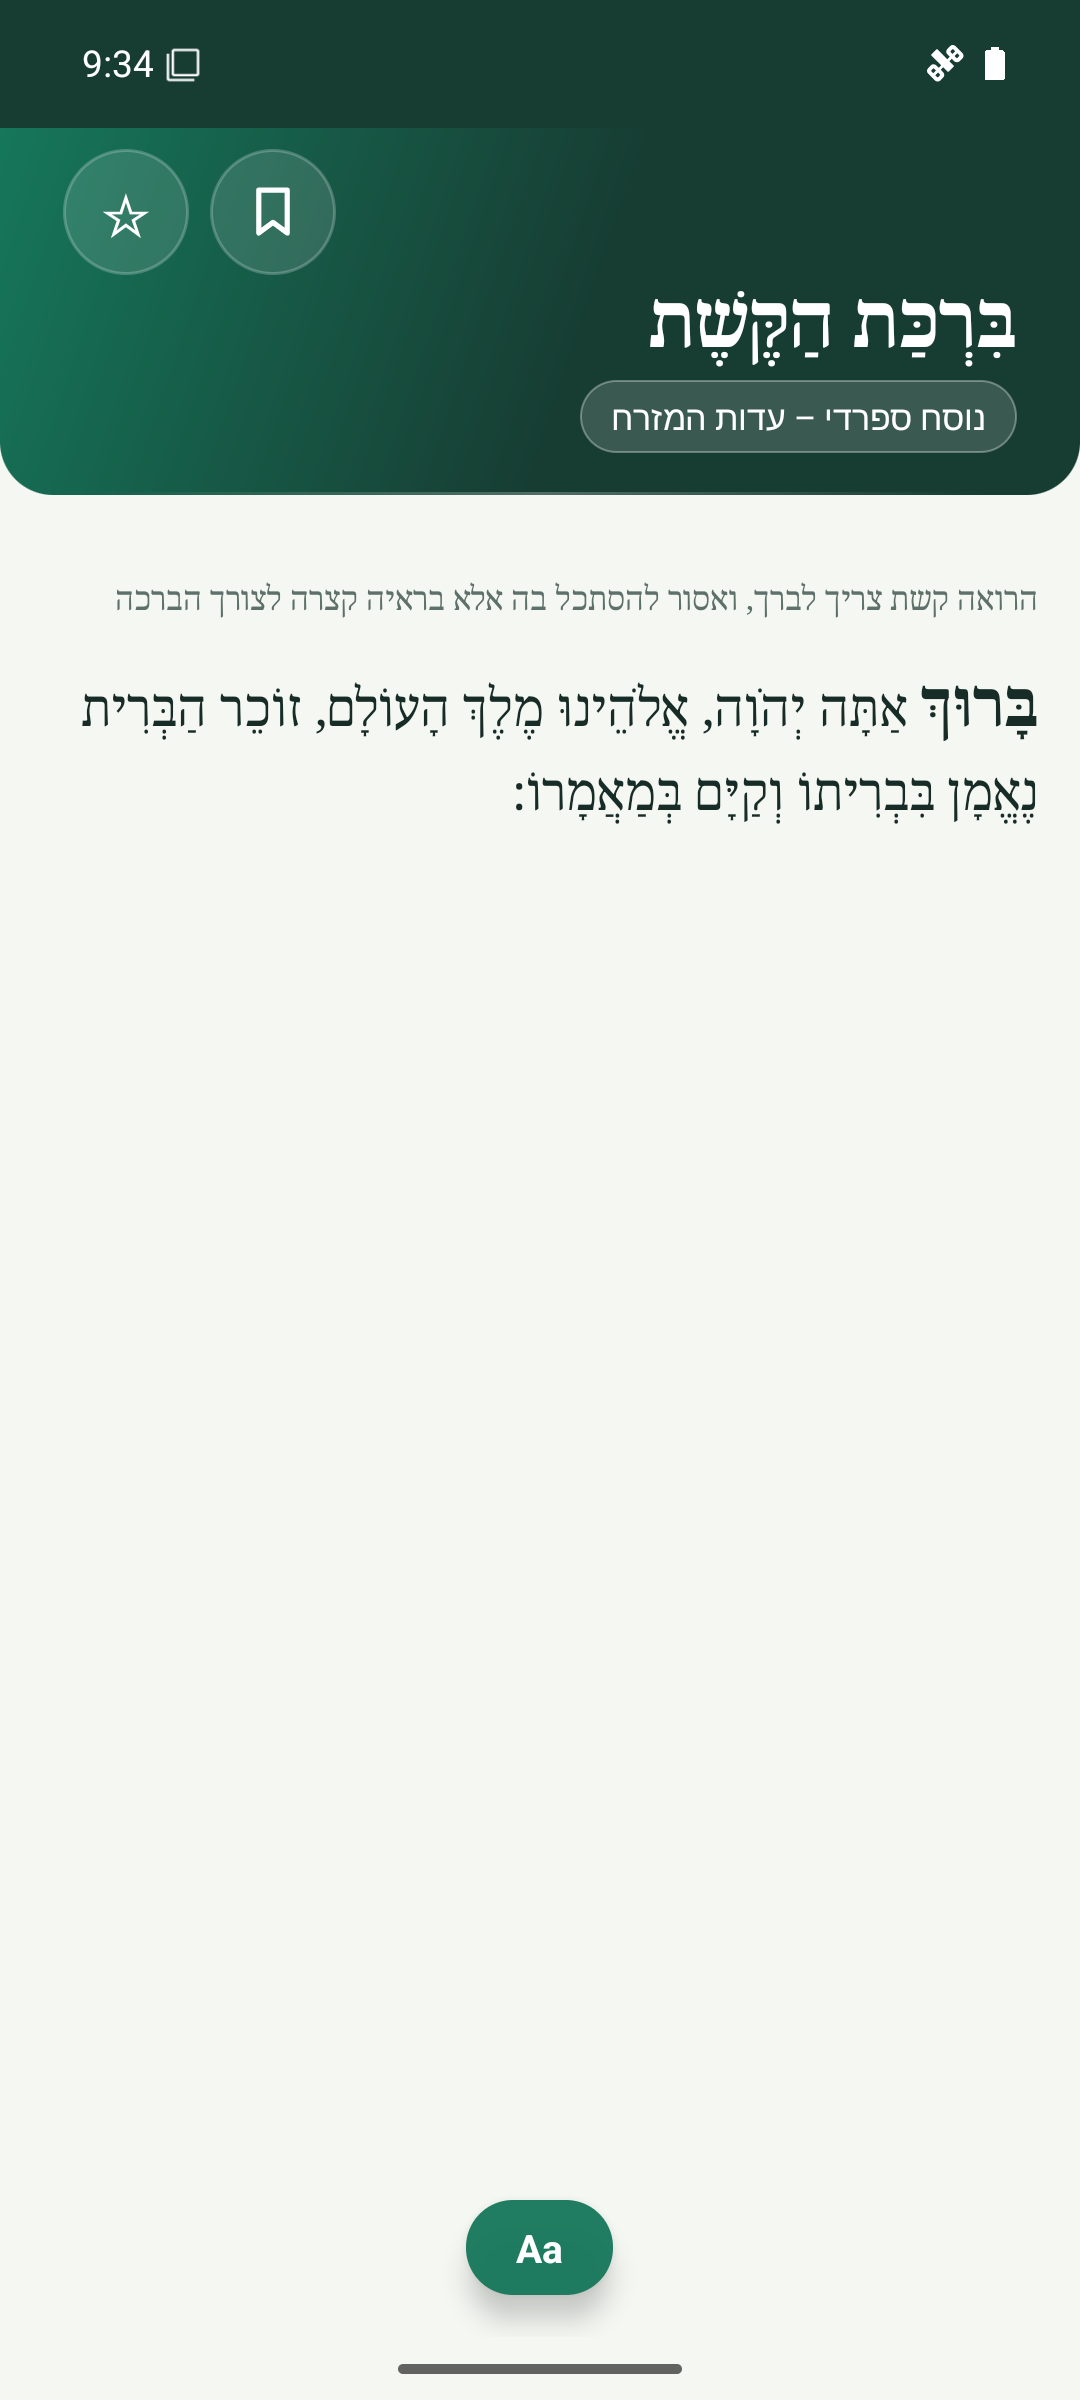 9:34
בִּרְכַּת הַקֶּשֶׁת
נוסח ספרדי – עדות המזרח
הרואה קשת צריך לברך, ואסור להסתכל בה אלא בראיה קצרה לצורך הברכה
בָּרוּךְ אַתָּה יְהֹוָה, אֱלֹהֵינוּ מֶלֶךְ הָעוֹלָם, זוֹכֵר הַבְּרִית
נֶאֱמָן בִּבְרִיתוֹ וְקַיָּם בְּמַאֲמָרוֹ:
Aa